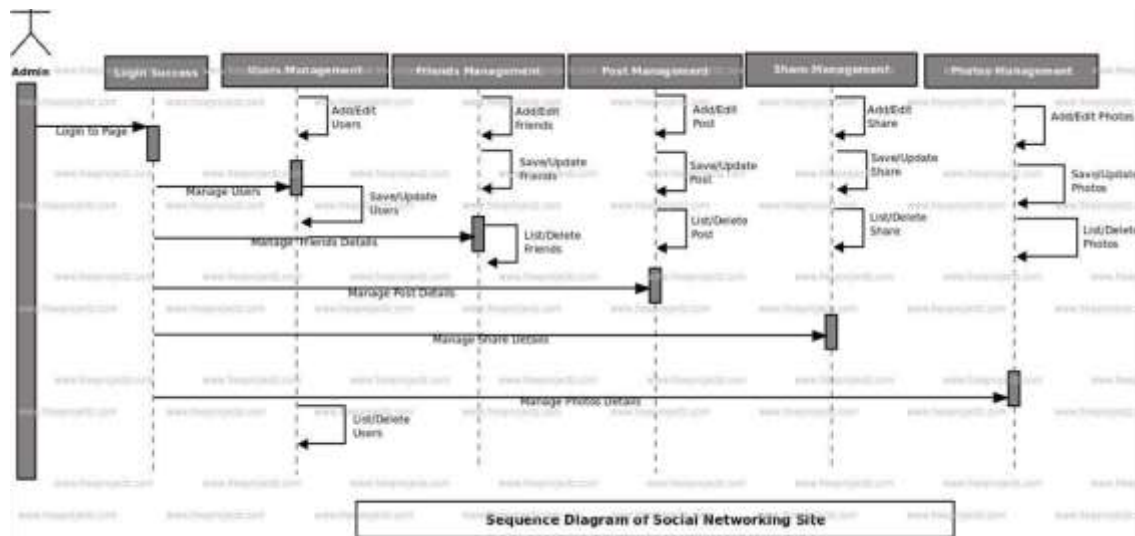 Admin
Login Success
Users Management
Friends Management
Post Management
Share Management
Photos Management
Login to Page
Add/Edit
Users
Add/Edit
Friends
Add/Edit
Post
Add/Edit
Share
Add/Edit Photos
Save/Update
Friends
Save/Update
Post
Save/Update
Share
Save/Update
Photos
Manage Users
Save/Update
Users
List/Delete
Friends
List/Delete
Post
List/Delete
Share
List/Delete
Photos
Manage Friends Details
Manage Post Details
Manage Share Details
Manage Photos Details
List/Delete
Users
Sequence Diagram of Social Networking Site